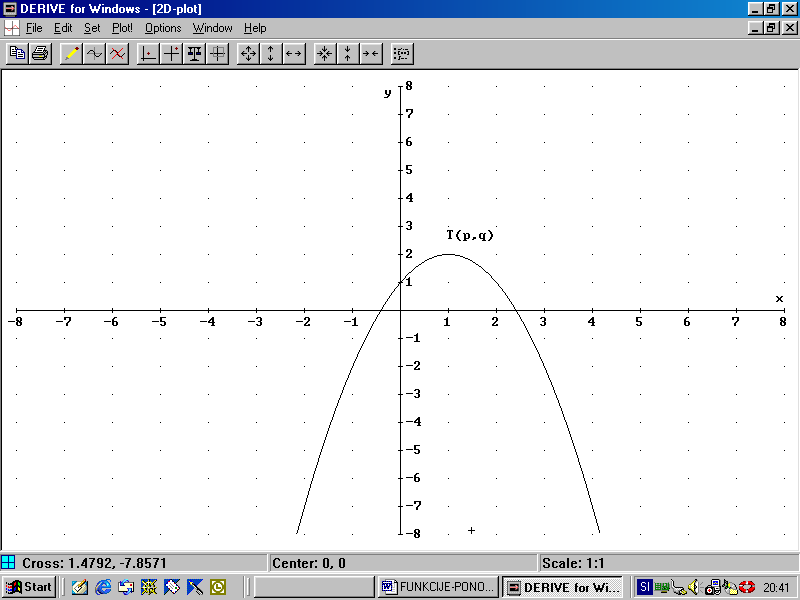 DERIVE for Windows - [2D-plot]
File Edit Set Plot! Options Window Help
y
8
7
6
5
4
3
T(p,q)
2
1
x
-8 -7 -6 -5 -4 -3 -2 -1 1 2 3 4 5 6 7 8
-1
-2
-3
-4
-5
-6
-7
-8
Cross: 1.4792, -7.8571 Center: 0, 0 Scale: 1:1
Start FUNKCIJE-PONO... DERIVE for Wi... SI 20:41